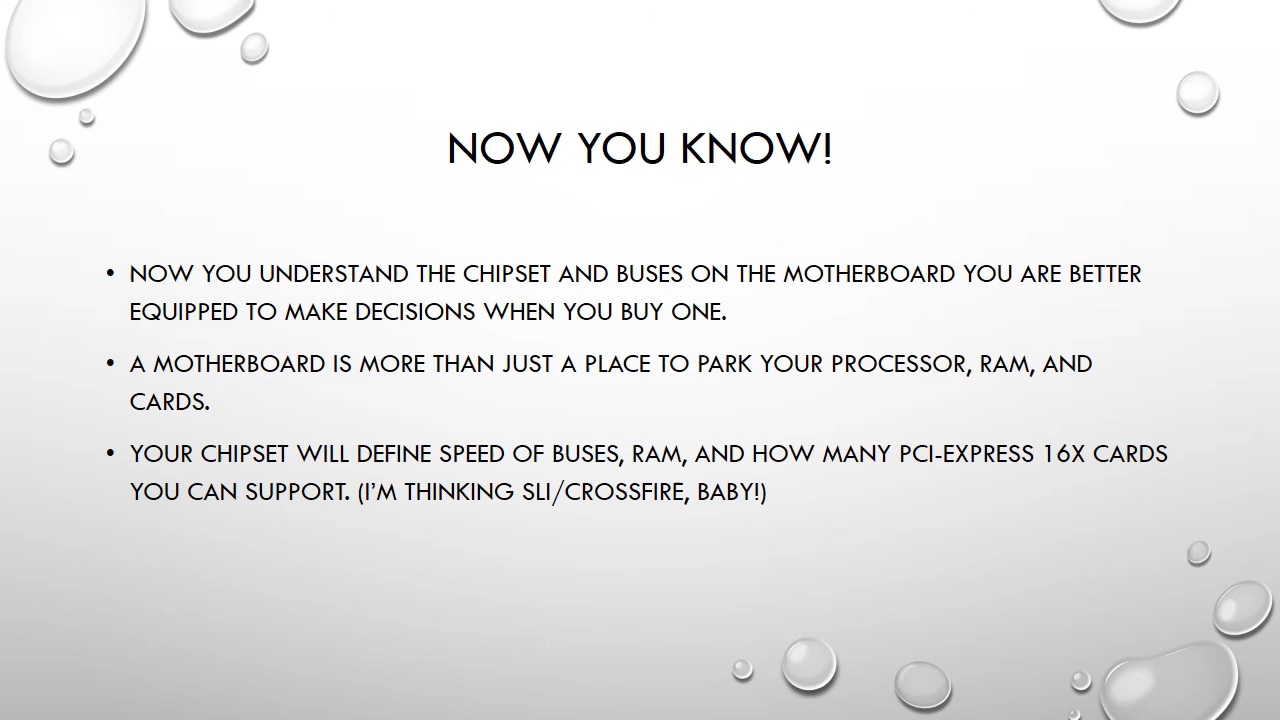 NOW YOU KNOW!
• NOW YOU UNDERSTAND THE CHIPSET AND BUSES ON THE MOTHERBOARD YOU ARE BETTER
EQUIPPED TO MAKE DECISIONS WHEN YOU BUY ONE.
• A MOTHERBOARD IS MORE THAN JUST A PLACE TO PARK YOUR PROCESSOR, RAM, AND
CARDS.
• YOUR CHIPSET WILL DEFINE SPEED OF BUSES, RAM, AND HOW MANY PCI-EXPRESS 16X CARDS
YOU CAN SUPPORT. (I’M THINKING SLI/CROSSFIRE, BABY!)